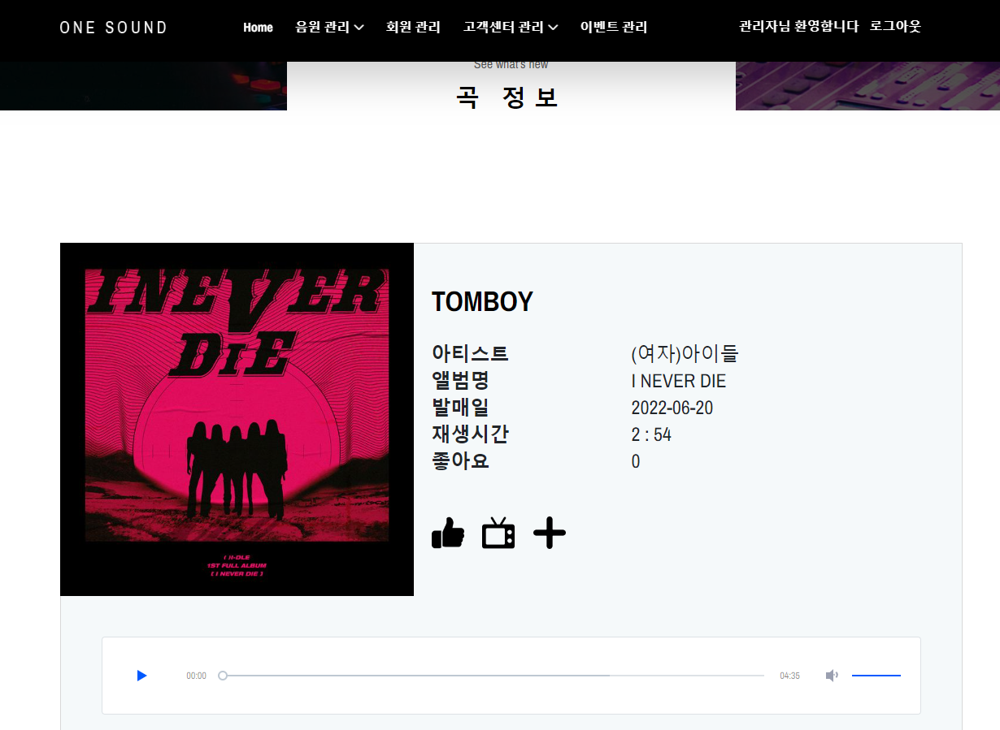 ONE SOUND
Home 음원 관리 회원 관리 고객센터 관리 이벤트 관리
관리자님 환영합니다 로그아웃
See what's new
곡 정보
I NEVER
DIE
( )I-DLE
1ST FULL ALBUM
( I NEVER DIE )
TOMBOY
아티스트 (여자)아이들
앨범명 I NEVER DIE
발매일 2022-06-20
재생시간 2 : 54
좋아요 0
00:00 04:35